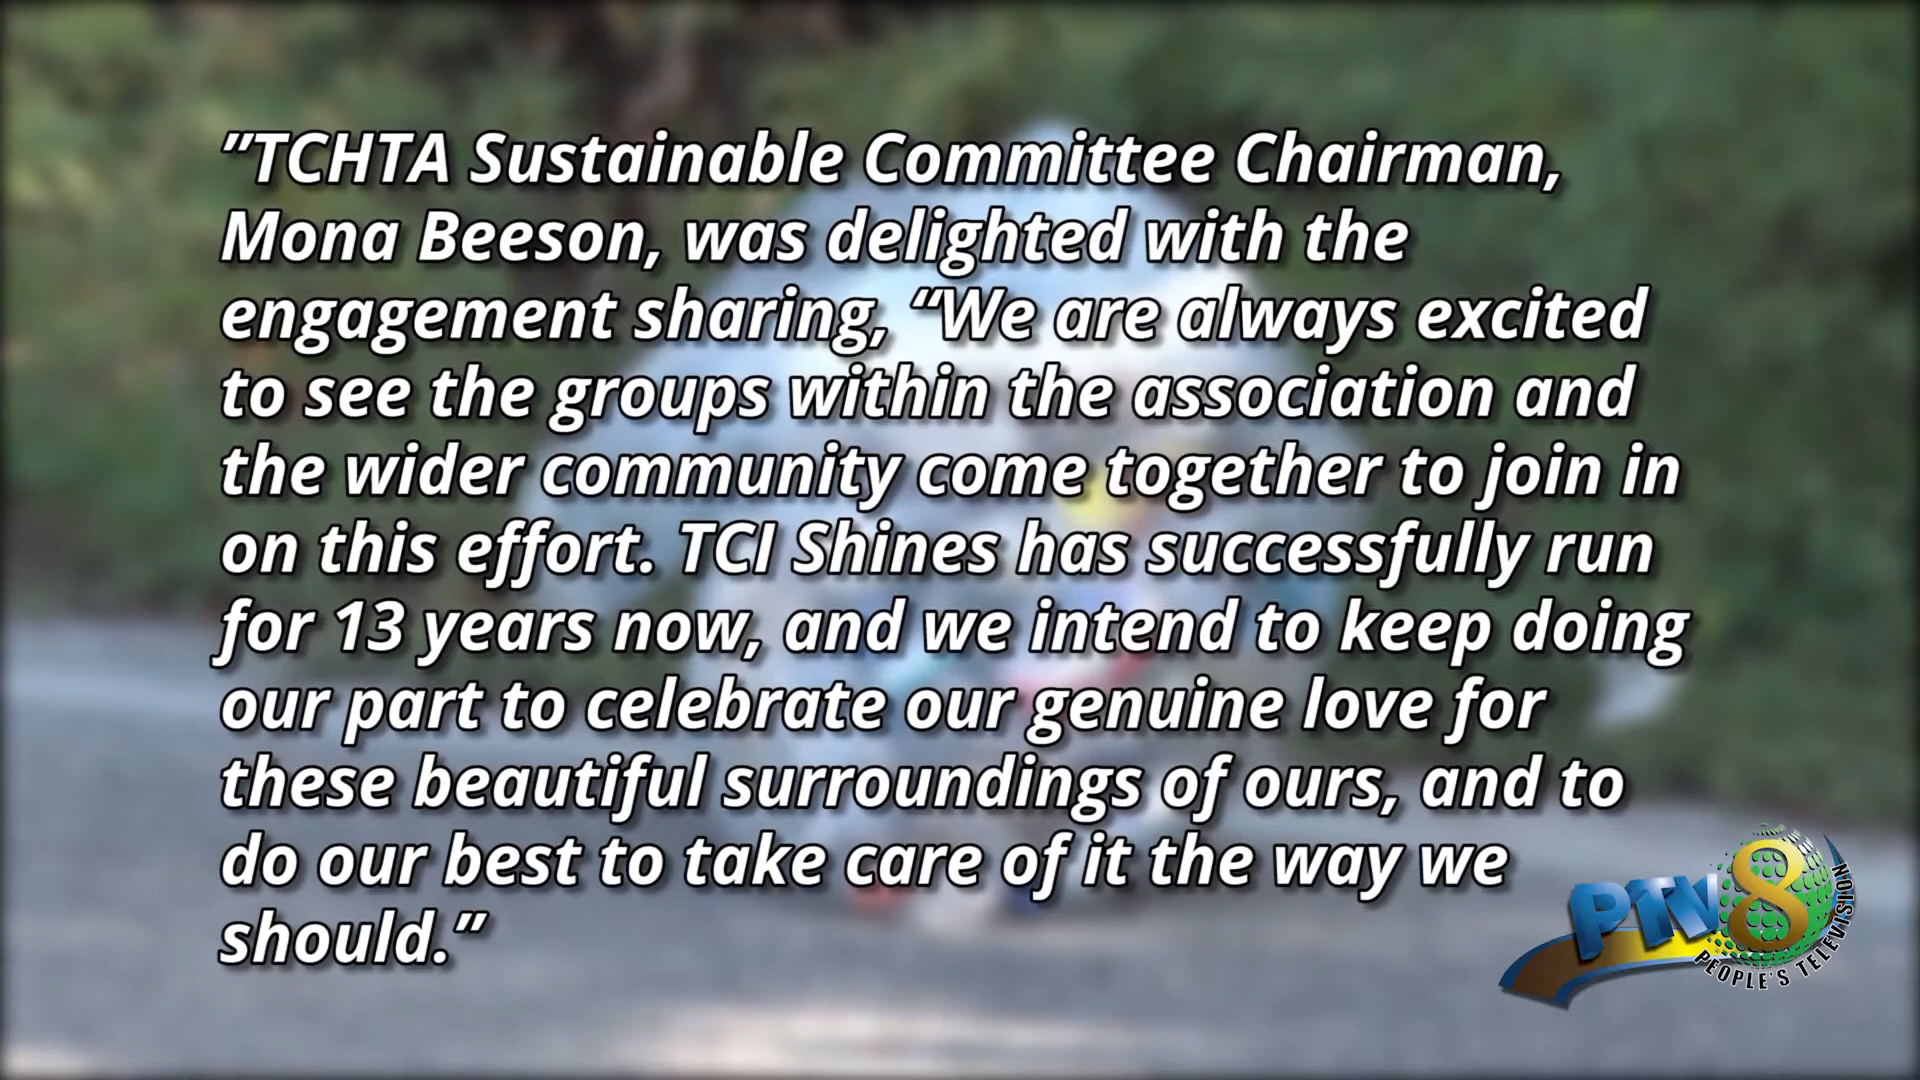 ”TCHTA Sustainable Committee Chairman,
Mona Beeson, was delighted with the
engagement sharing, “We are always excited
to see the groups within the association and
the wider community come together to join in
on this effort. TCI Shines has successfully run
for 13 years now, and we intend to keep doing
our part to celebrate our genuine love for
these beautiful surroundings of ours, and to
do our best to take care of it the way we
should.”
PTV8
PEOPLE'S TELEVISION